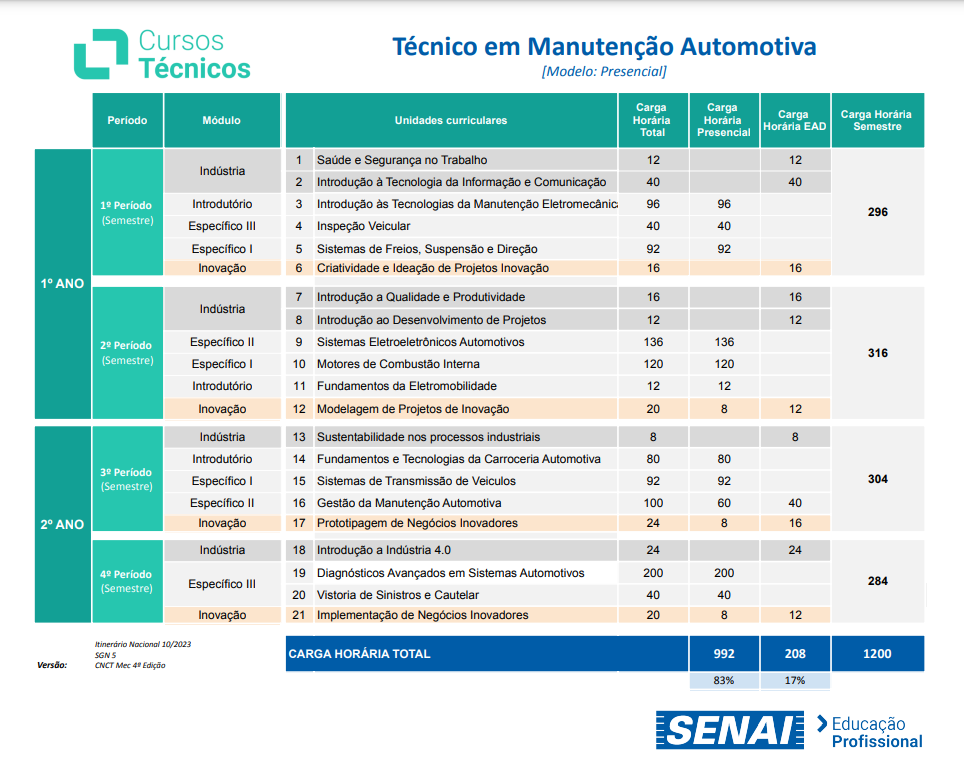 Cursos
Técnicos
Técnico em Manutenção Automotiva
[Modelo: Presencial]
Período Módulo Unidades curriculares Carga Horária Total Carga Horária Presencial Carga Horária EAD Carga Horária Semestre
1º ANO
1º Período
(Semestre)
Indústria
1 Saúde e Segurança no Trabalho 12 12
2 Introdução à Tecnologia da Informação e Comunicação 40 40
Introdutório 3 Introdução às Tecnologias da Manutenção Eletromecânica 96 96
Específico III 4 Inspeção Veicular 40 40
Específico I 5 Sistemas de Freios, Suspensão e Direção 92 92
Inovação 6 Criatividade e Ideação de Projetos Inovação 16 16
296
2º Período
(Semestre)
Indústria
7 Introdução a Qualidade e Produtividade 16 16
8 Introdução ao Desenvolvimento de Projetos 12 12
Específico II 9 Sistemas Eletroeletrônicos Automotivos 136 136
Específico I 10 Motores de Combustão Interna 120 120
Introdutório 11 Fundamentos da Eletromobilidade 12 12
Inovação 12 Modelagem de Projetos de Inovação 20 8 12
316
2º ANO
3º Período
(Semestre)
Indústria 13 Sustentabilidade nos processos industriais 8 8
Introdutório 14 Fundamentos e Tecnologias da Carroceria Automotiva 80 80
Específico I 15 Sistemas de Transmissão de Veiculos 92 92
Específico II 16 Gestão da Manutenção Automotiva 100 60 40
Inovação 17 Prototipagem de Negócios Inovadores 24 8 16
304
4º Período
(Semestre)
Indústria 18 Introdução a Indústria 4.0 24 24
Específico III
19 Diagnósticos Avançados em Sistemas Automotivos 200 200
20 Vistoria de Sinistros e Cautelar 40 40
Inovação 21 Implementação de Negócios Inovadores 20 8 12
284
Versão:
Itinerário Nacional 10/2023
SGN 5
CNCT Mec 4ª Edição
CARGA HORÁRIA TOTAL 992 208 1200
83% 17%
SENAI
Educação
Profissional